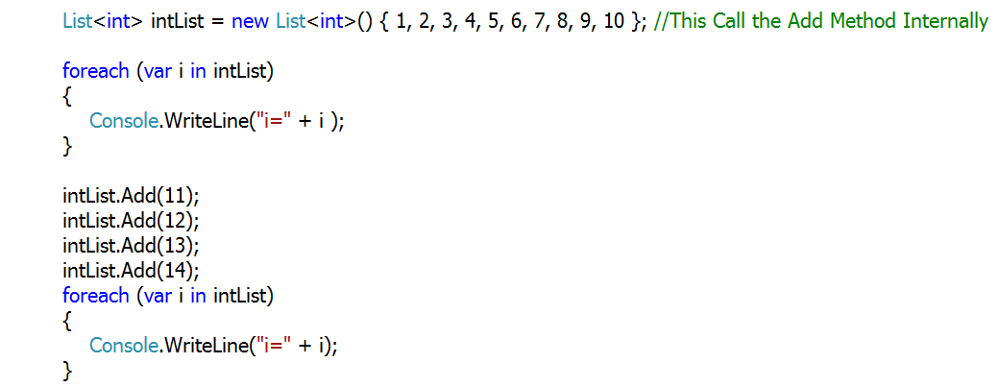 List<int> intList = new List<int>() { 1, 2, 3, 4, 5, 6, 7, 8, 9, 10 }; //This Call the Add Method Internally
foreach (var i in intList)
{
Console.WriteLine("i=" + i );
}
intList.Add(11);
intList.Add(12);
intList.Add(13);
intList.Add(14);
foreach (var i in intList)
{
Console.WriteLine("i=" + i);
}